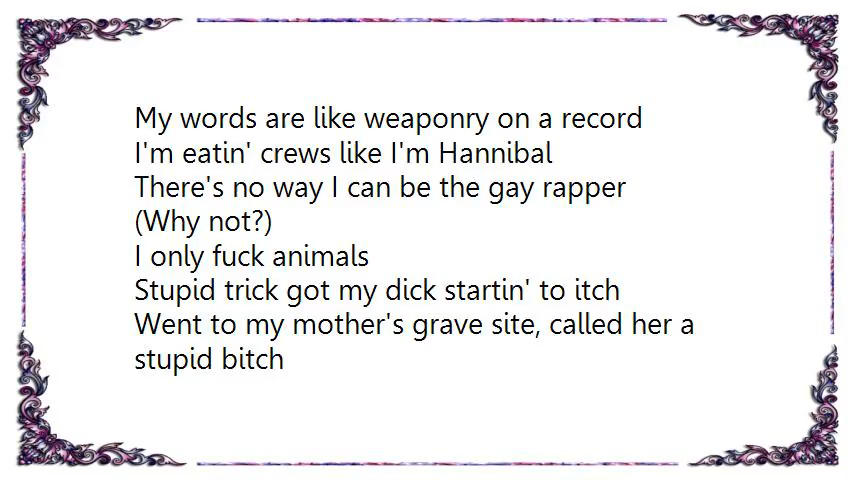 My words are like weaponry on a record
I'm eatin' crews like I'm Hannibal
There's no way I can be the gay rapper
(Why not?)
I only fuck animals
Stupid trick got my dick startin' to itch
Went to my mother's grave site, called her a
stupid bitch